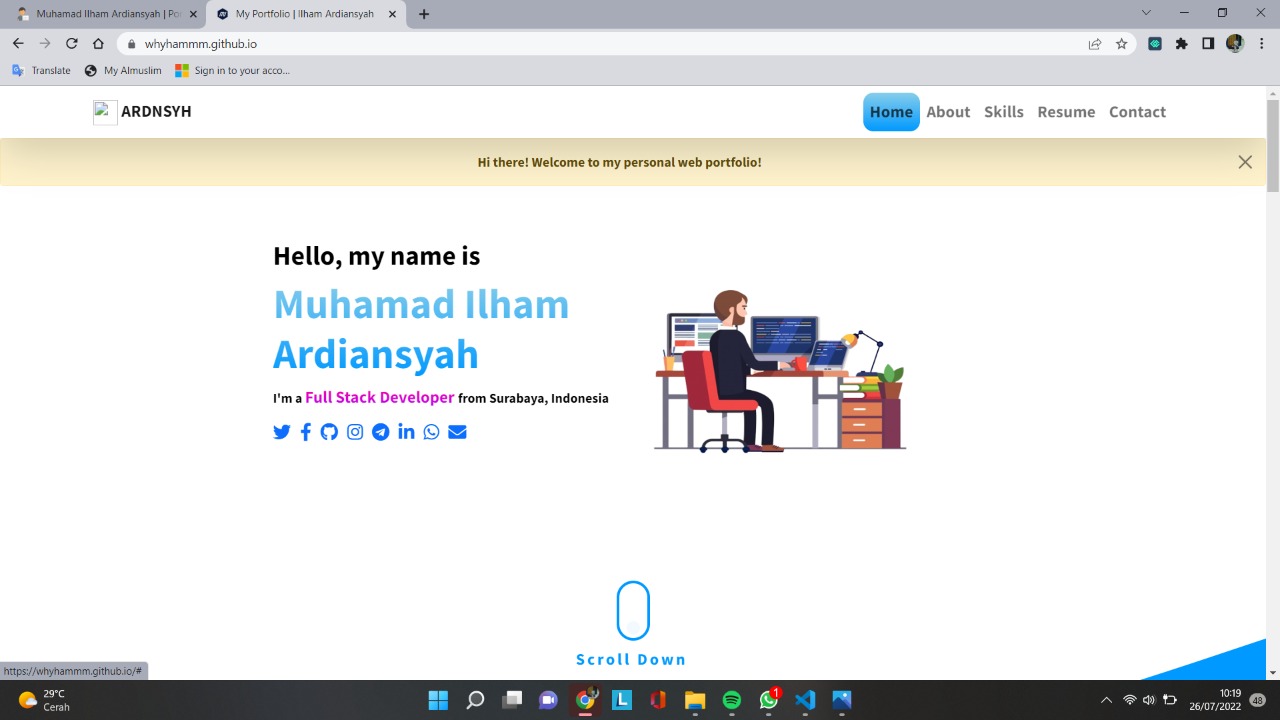 Muhamad Ilham Ardiansyah | Po
My Portfolio | Ilham Ardiansyah
whyhammm.github.io
Translate
My Almuslim
Sign in to your acco...
ARDNSYH
Home
About
Skills
Resume
Contact
Hi there! Welcome to my personal web portfolio!
Hello, my name is
Muhamad Ilham
Ardiansyah
I'm a Full Stack Developer from Surabaya, Indonesia
Scroll Down
https://whyhammm.github.io/#
29°C
Cerah
L
1
10:19
26/07/2022
48